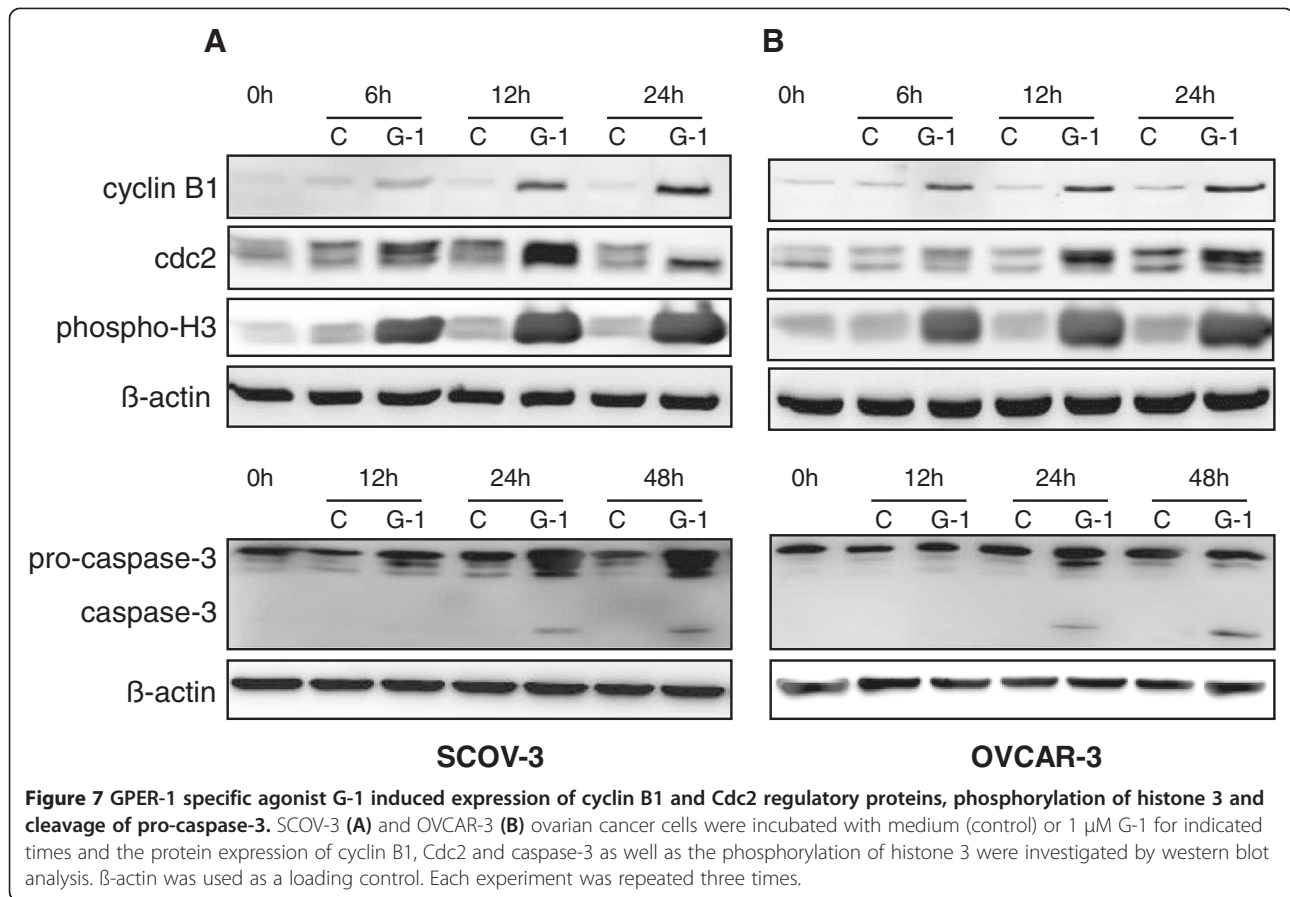 A
B
0h 6h 12h 24h
C G-1 C G-1 C G-1
0h 6h 12h 24h
C G-1 C G-1 C G-1
cyclin B1
cdc2
phospho-H3
ß-actin
0h 12h 24h 48h
C G-1 C G-1 C G-1
0h 12h 24h 48h
C G-1 C G-1 C G-1
pro-caspase-3
caspase-3
ß-actin
SCOV-3
OVCAR-3
Figure 7 GPER-1 specific agonist G-1 induced expression of cyclin B1 and Cdc2 regulatory proteins, phosphorylation of histone 3 and
cleavage of pro-caspase-3. SCOV-3 (A) and OVCAR-3 (B) ovarian cancer cells were incubated with medium (control) or 1 μM G-1 for indicated
times and the protein expression of cyclin B1, Cdc2 and caspase-3 as well as the phosphorylation of histone 3 were investigated by western blot
analysis. ß-actin was used as a loading control. Each experiment was repeated three times.